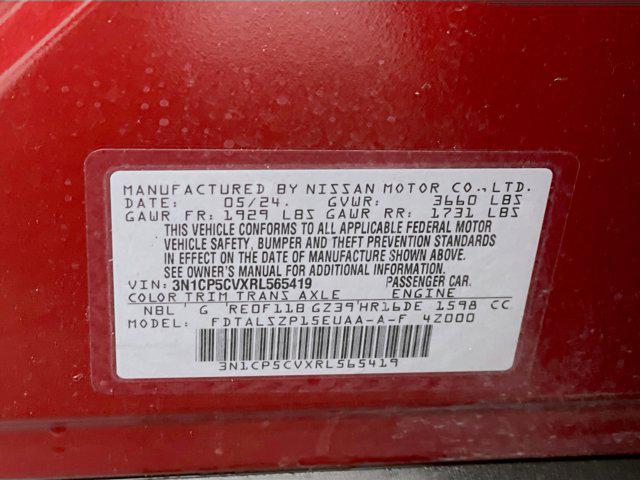 MANUFACTURED BY NISSAN MOTOR CO., LTD.
DATE: 05/24. GVWR: 3660 LBS
GAWR FR: 1929 LBS GAWR RR: 1731 LBS
THIS VEHICLE CONFORMS TO ALL APPLICABLE FEDERAL MOTOR
VEHICLE SAFETY, BUMPER AND THEFT PREVENTION STANDARDS
IN EFFECT ON THE DATE OF MANUFACTURE SHOWN ABOVE.
SEE OWNER'S MANUAL FOR ADDITIONAL INFORMATION.
VIN: 3N1CP5CVXRL565419 PASSENGER CAR.
COLOR TRIM TRANS AXLE ENGINE
NBL G RE0F11B GZ39 HR16DE 1598 CC
MODEL: FDTALSZP15EUAA-A-F 4Z000
3N1CP5CVXRL565419